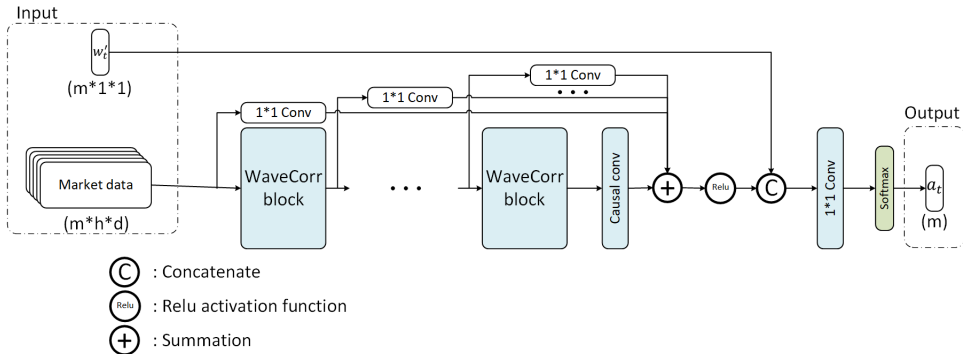 Input
w't
(m*1*1)
1*1 Conv
1*1 Conv
1*1 Conv
Output
Market data
(m*h*d)
WaveCorr
block
WaveCorr
block
Causal conv
+
Relu
C
1*1 Conv
Softmax
at
(m)
C : Concatenate
Relu : Relu activation function
+ : Summation